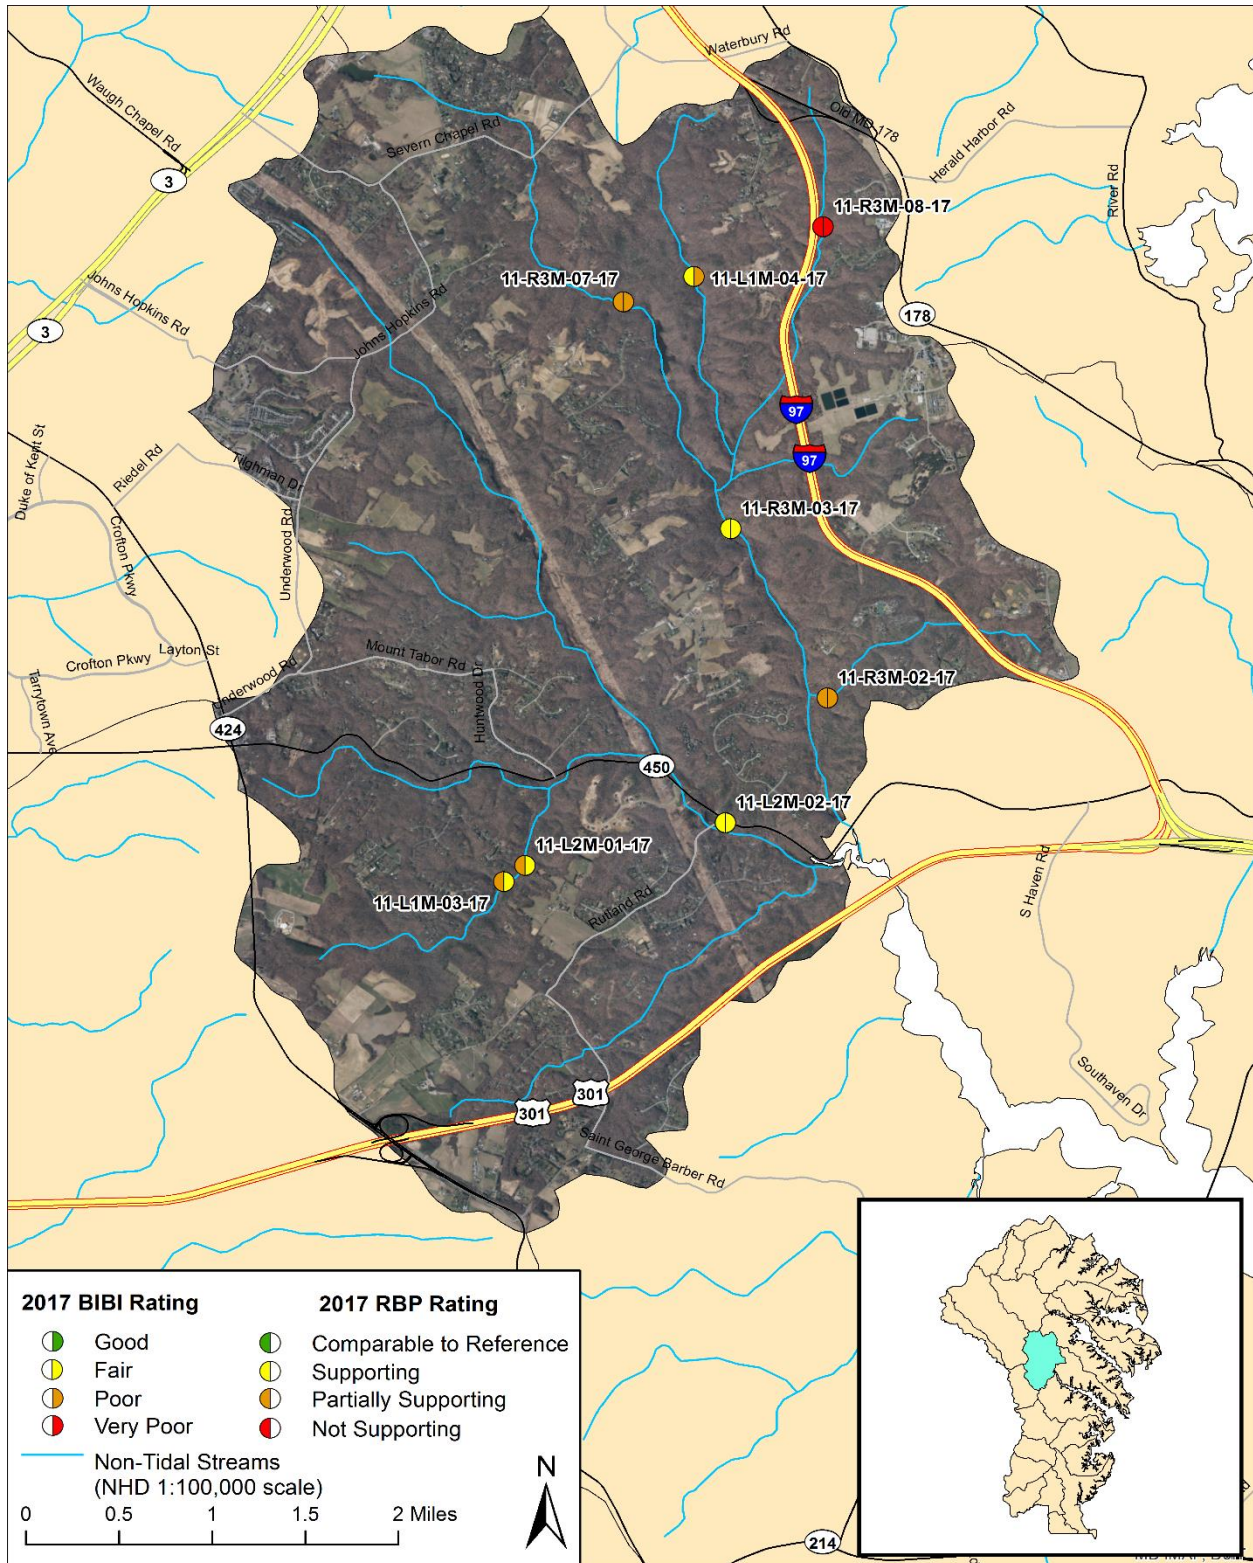 Waterbury Rd
Waugh Chapel Rd
Old MD 178
Herald Harbor Rd
River Rd
Severn Chapel Rd
3
11-R3M-08-17
11-R3M-07-17
11-L1M-04-17
Johns Hopkins Rd
Johns Hopkins Rd
178
3
97
97
Duke of Kent St
Riedel Rd
Tilghman Dr
11-R3M-03-17
Crofton Pkwy
Underwood Rd
Layton St
Crofton Pkwy
Mount Tabor Rd
Huntwood Dr
Underwood Rd
Tarrytown Ave
11-R3M-02-17
424
450
11-L2M-02-17
11-L2M-01-17
11-L1M-03-17
Rutland Rd
S Haven Rd
Southaven Dr
301
301
Saint George Barber Rd
2017 BIBI Rating
Good
Fair
Poor
Very Poor
2017 RBP Rating
Comparable to Reference
Supporting
Partially Supporting
Not Supporting
Non-Tidal Streams
(NHD 1:100,000 scale)
N
0 0.5 1 1.5 2 Miles
214